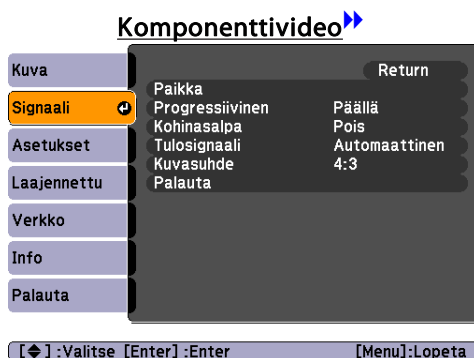 Komponenttivideo
Kuva
Signaali
Asetukset
Laajennettu
Verkko
Info
Palauta
Return
Paikka
Progressiivinen Päällä
Kohinasalpa Pois
Tulosignaali Automaattinen
Kuvasuhde 4:3
Palauta
[◆] :Valitse [Enter] :Enter [Menu]:Lopeta